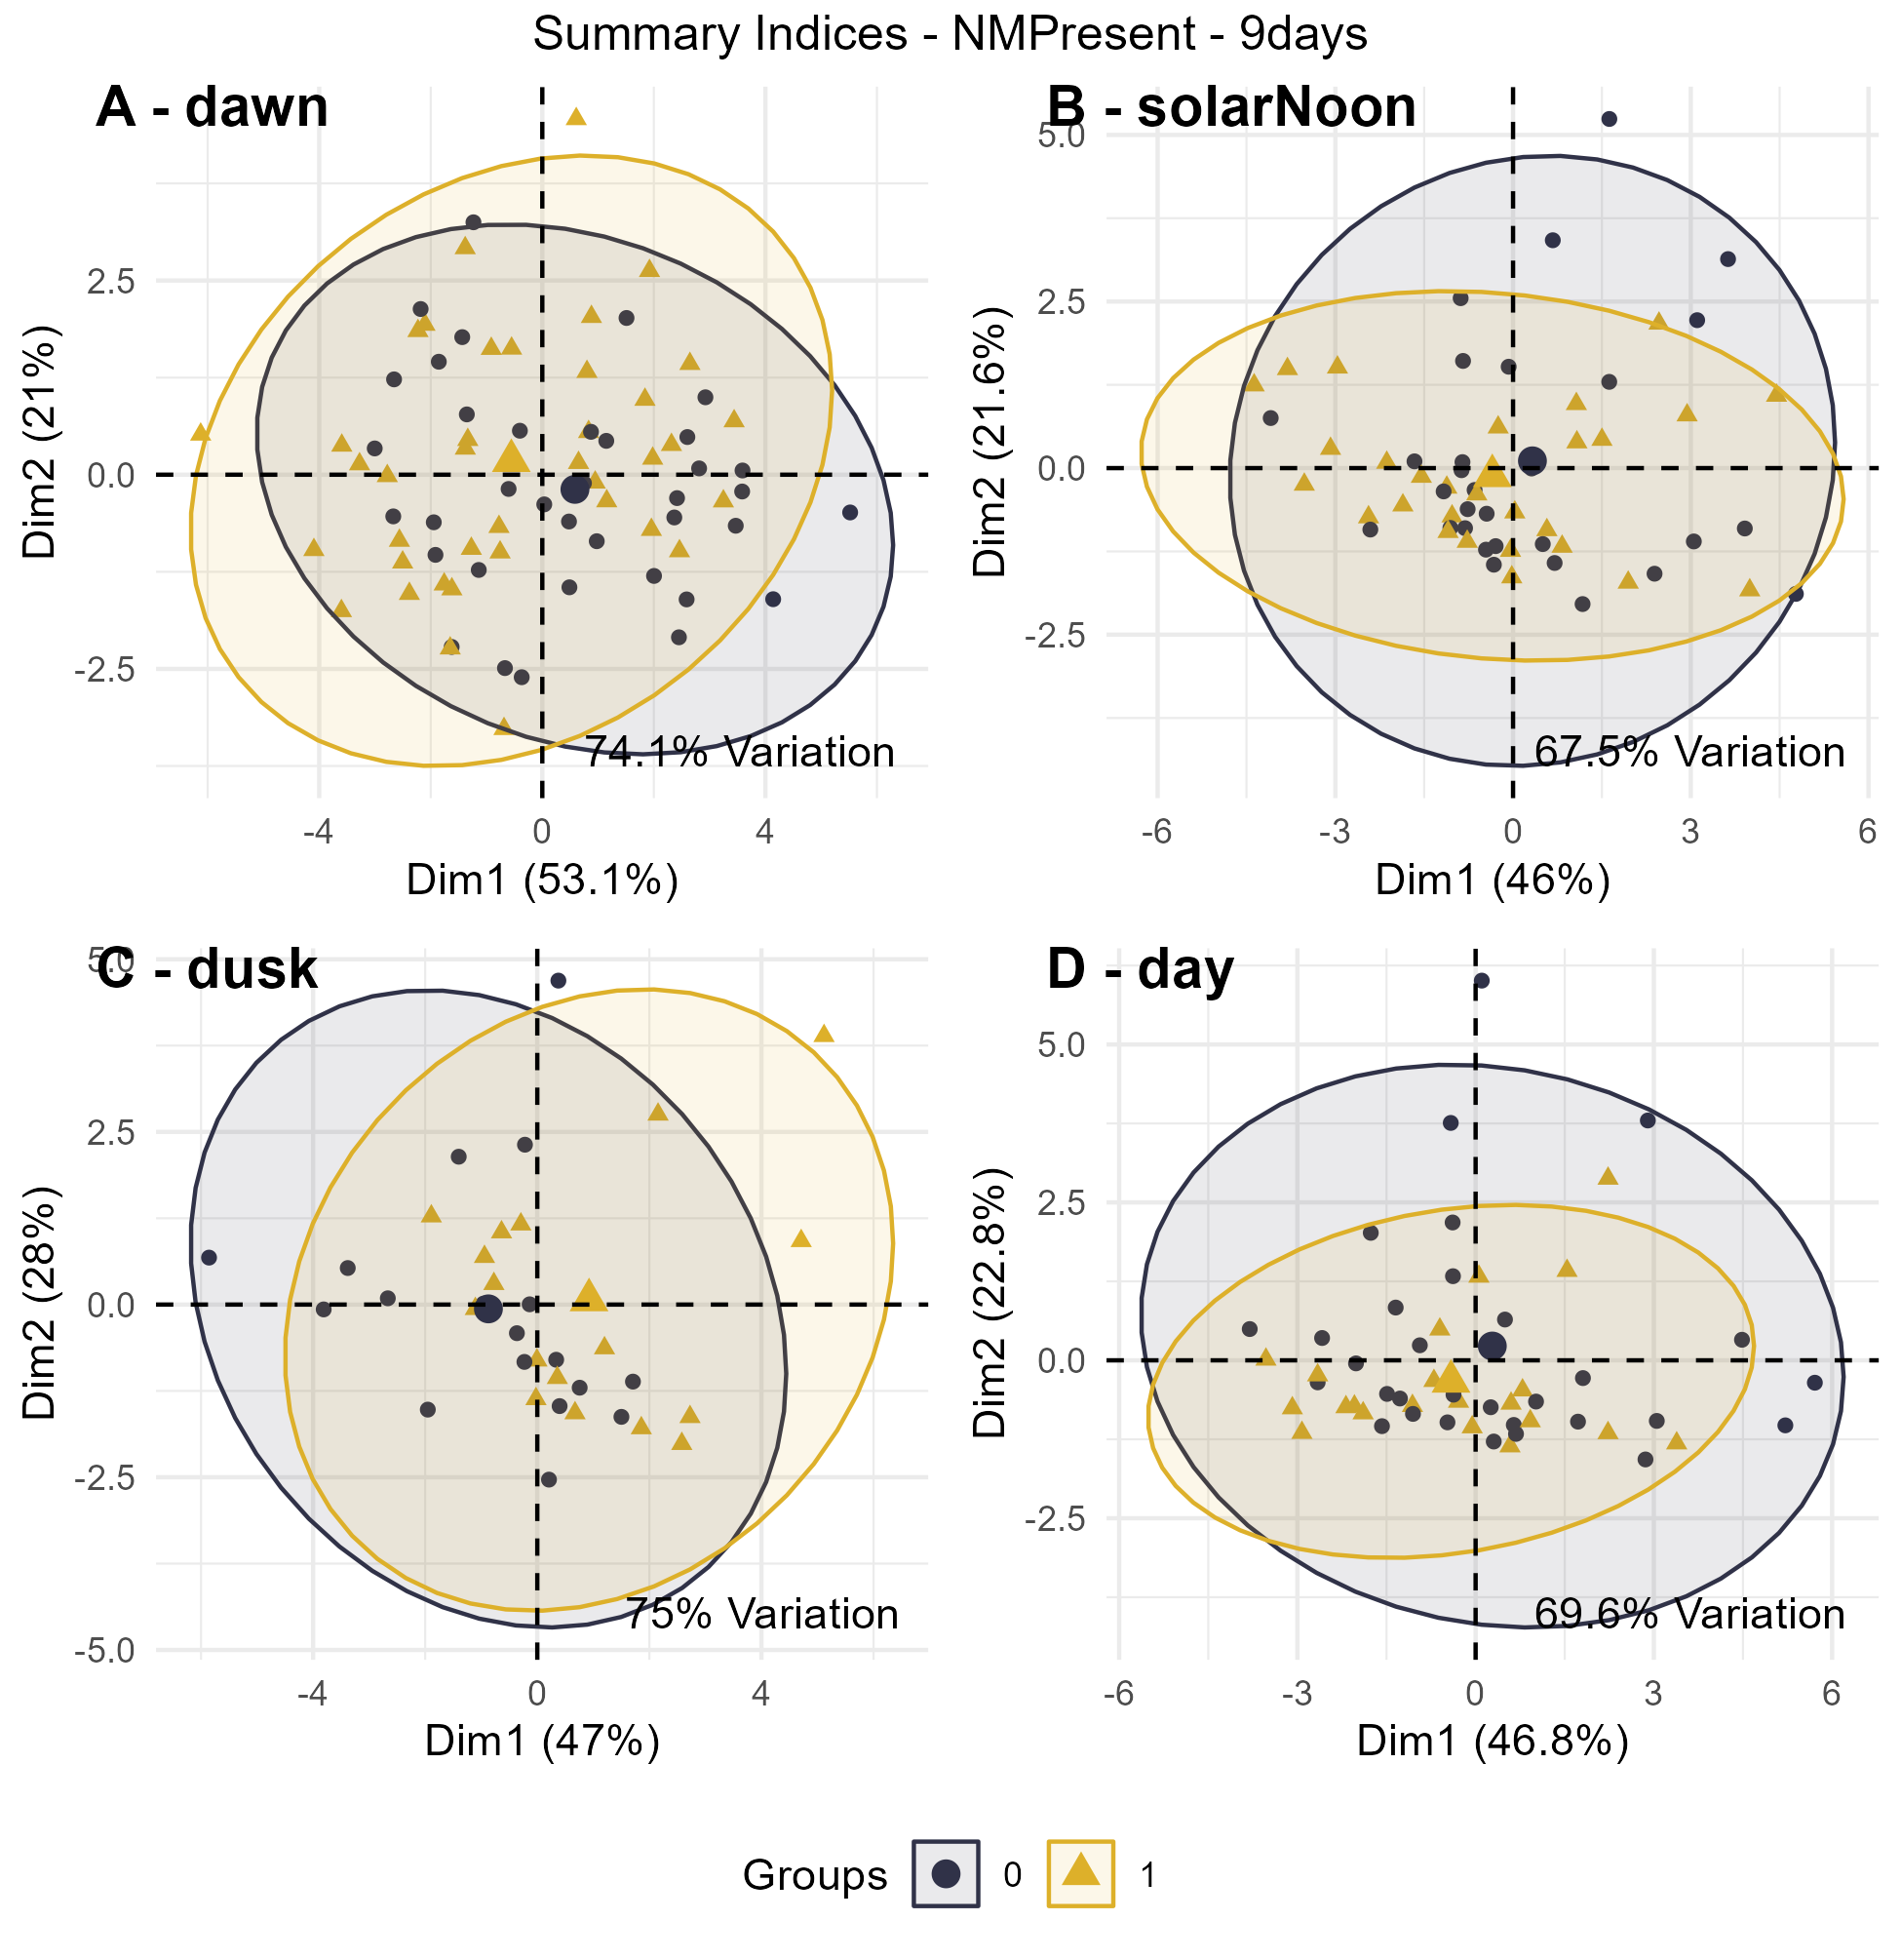 Summary Indices - NMPresent - 9days
A - dawn
2.5
0.0
-2.5
Dim2 (21%)
74.1% Variation
-4
0
4
Dim1 (53.1%)
B - solarNoon
5.0
2.5
0.0
-2.5
Dim2 (21.6%)
67.5% Variation
-6
-3
0
3
6
Dim1 (46%)
C - dusk
5.0
2.5
0.0
-2.5
-5.0
Dim2 (28%)
75% Variation
-4
0
4
Dim1 (47%)
D - day
5.0
2.5
0.0
-2.5
Dim2 (22.8%)
69.6% Variation
-6
-3
0
3
6
Dim1 (46.8%)
Groups 0 1